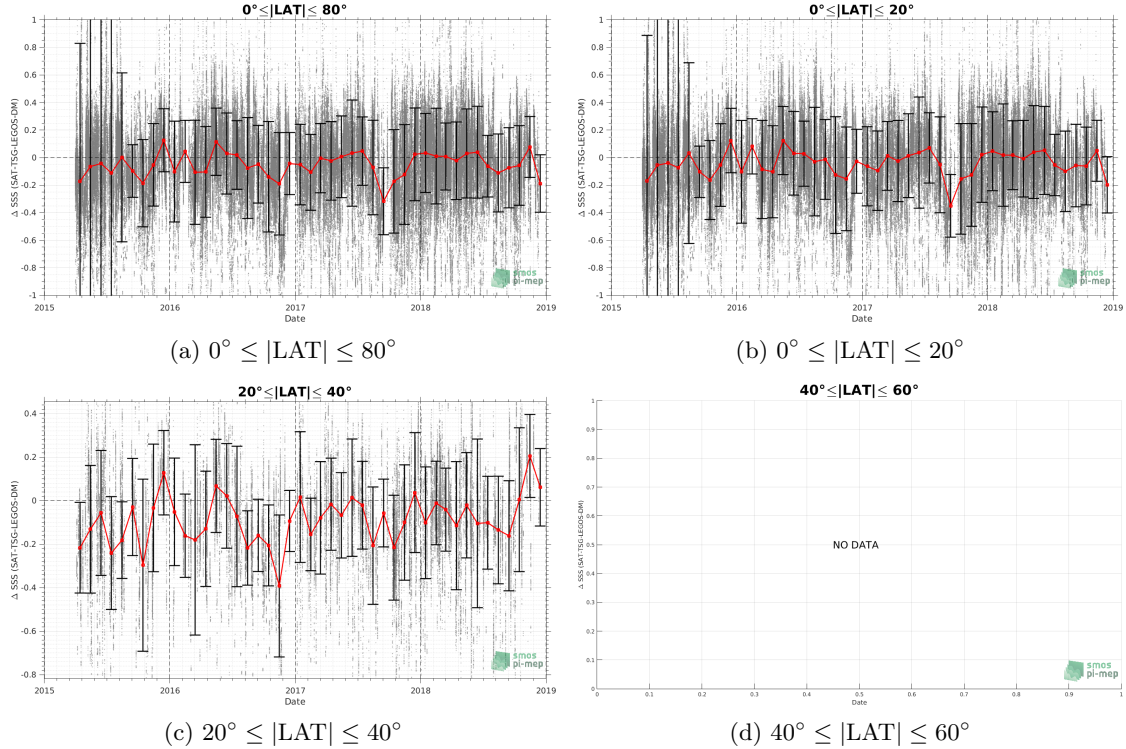 0°≤|LAT|≤ 80°
Δ SSS (SAT-TSG-LEGOS-DM)
1
0.8
0.6
0.4
0.2
0
-0.2
-0.4
-0.6
-0.8
-1
2015
2016
2017
2018
2019
Date
smos
pi-mep
(a) 0° ≤ |LAT| ≤ 80°
0°≤|LAT|≤ 20°
Δ SSS (SAT-TSG-LEGOS-DM)
1
0.8
0.6
0.4
0.2
0
-0.2
-0.4
-0.6
-0.8
-1
2015
2016
2017
2018
2019
Date
smos
pi-mep
(b) 0° ≤ |LAT| ≤ 20°
20°≤|LAT|≤ 40°
Δ SSS (SAT-TSG-LEGOS-DM)
0.4
0.2
0
-0.2
-0.4
-0.6
-0.8
2015
2016
2017
2018
2019
Date
smos
pi-mep
(c) 20° ≤ |LAT| ≤ 40°
40°≤|LAT|≤ 60°
Δ SSS (SAT-TSG-LEGOS-DM)
1
0.9
0.8
0.7
0.6
0.5
0.4
0.3
0.2
0.1
0
NO DATA
0
0.1
0.2
0.3
0.4
0.5
0.6
0.7
0.8
0.9
1
Date
smos
pi-mep
(d) 40° ≤ |LAT| ≤ 60°